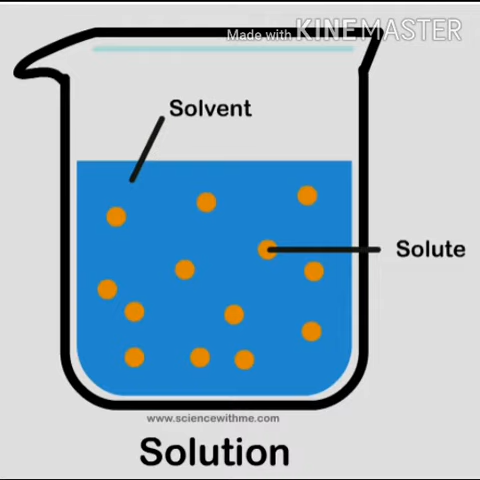 Made with KINEMASTER
Solvent
Solute
www.sciencewithme.com
Solution